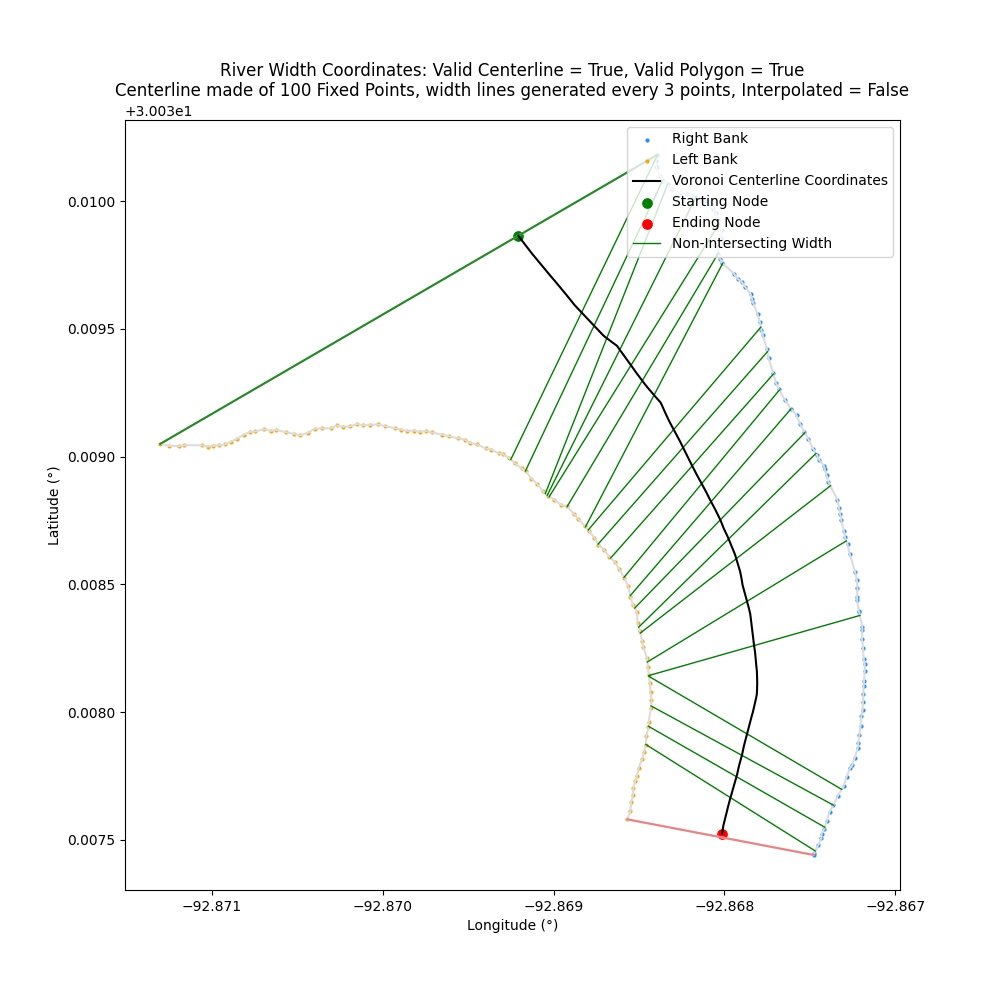 River Width Coordinates: Valid Centerline = True, Valid Polygon = True
Centerline made of 100 Fixed Points, width lines generated every 3 points, Interpolated = False
+3.003e1
Right Bank
Left Bank
Voronoi Centerline Coordinates
Starting Node
Ending Node
Non-Intersecting Width
0.0100
0.0095
0.0090
0.0085
0.0080
0.0075
Latitude (°)
−92.871
−92.870
−92.869
−92.868
−92.867
Longitude (°)